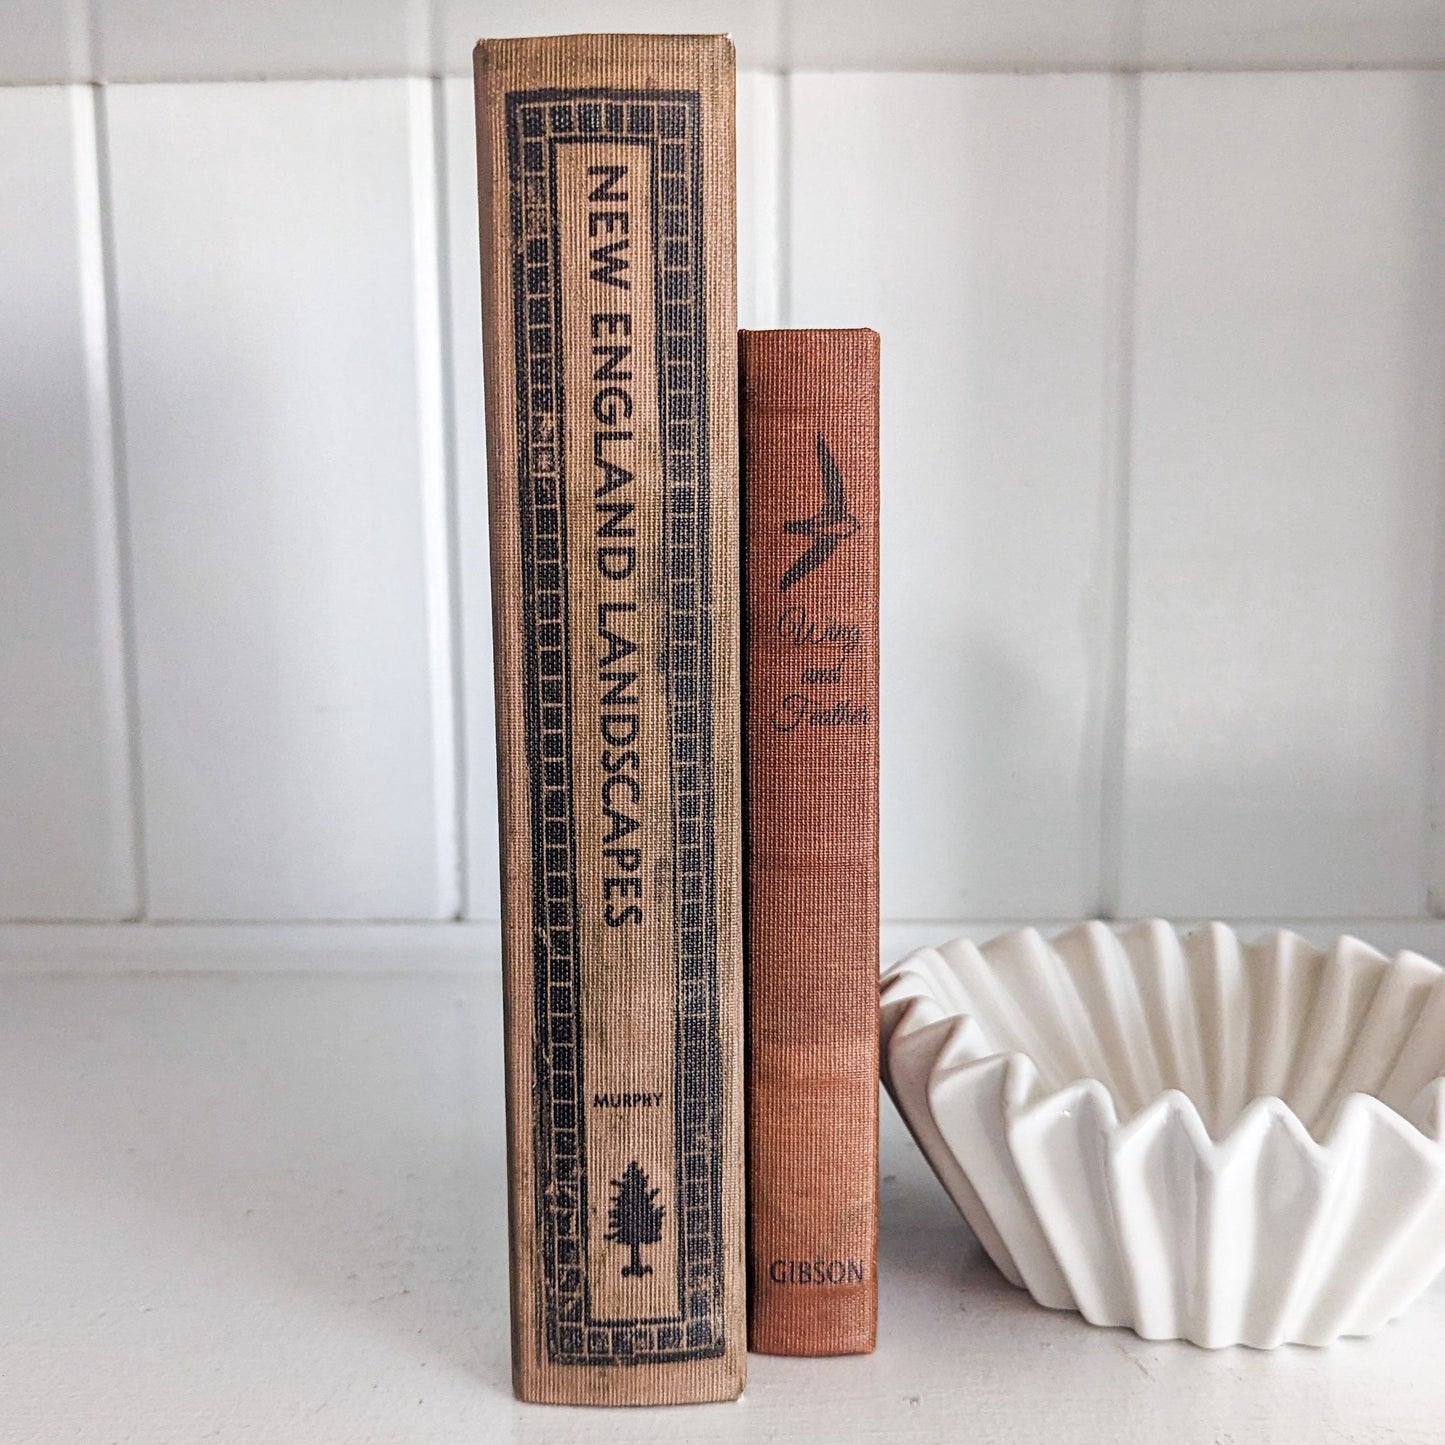 NEW ENGLAND LANDSCAPES
MURPHY
Wing
and
Feather
GIBSON